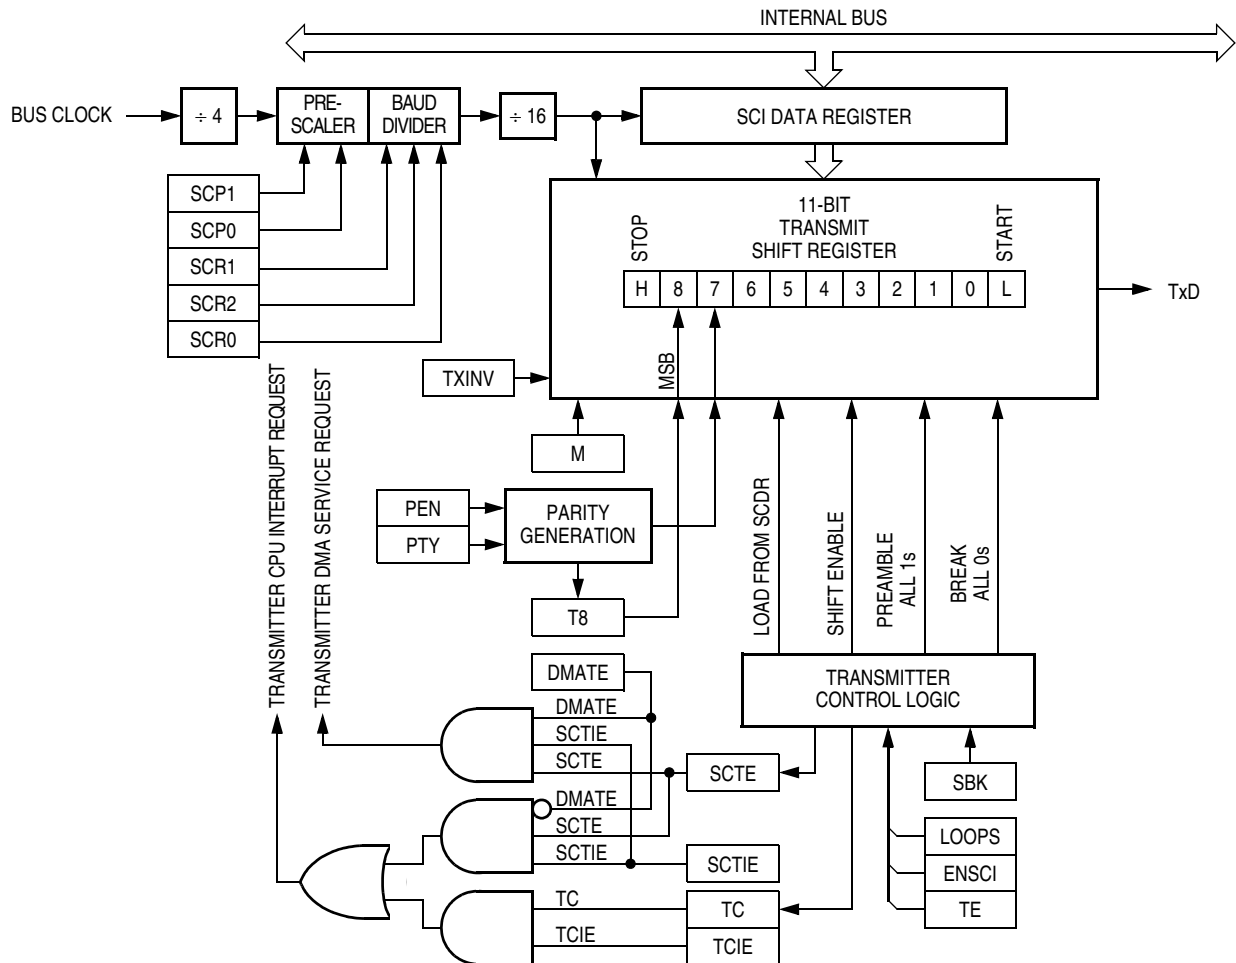 INTERNAL BUS
BUS CLOCK
÷ 4
PRE-
SCALER
BAUD
DIVIDER
÷ 16
SCI DATA REGISTER
SCP1
SCP0
SCR1
SCR2
SCR0
11-BIT
TRANSMIT
SHIFT REGISTER
STOP
START
H 8 7 6 5 4 3 2 1 0 L
TxD
MSB
TXINV
M
PEN
PTY
PARITY
GENERATION
T8
LOAD FROM SCDR
SHIFT ENABLE
PREAMBLE
ALL 1s
BREAK
ALL 0s
TRANSMITTER CPU INTERRUPT REQUEST
TRANSMITTER DMA SERVICE REQUEST
TRANSMITTER
CONTROL LOGIC
DMATE
DMATE
SCTIE
SCTE
SCTE
SBK
DMATE
SCTE
SCTIE
SCTIE
LOOPS
ENSCI
TE
TC
TC
TCIE
TCIE